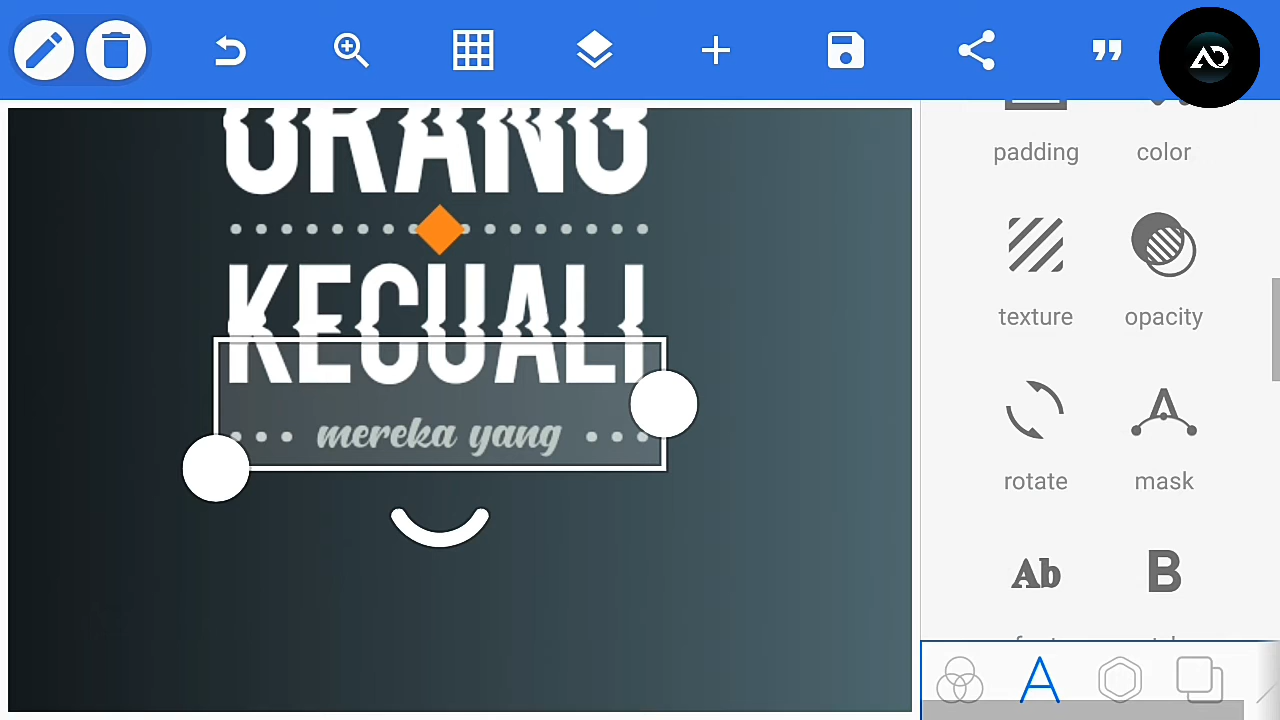 padding color
ORANG
texture opacity
KECUALI
mereka yang
rotate mask
Ab B